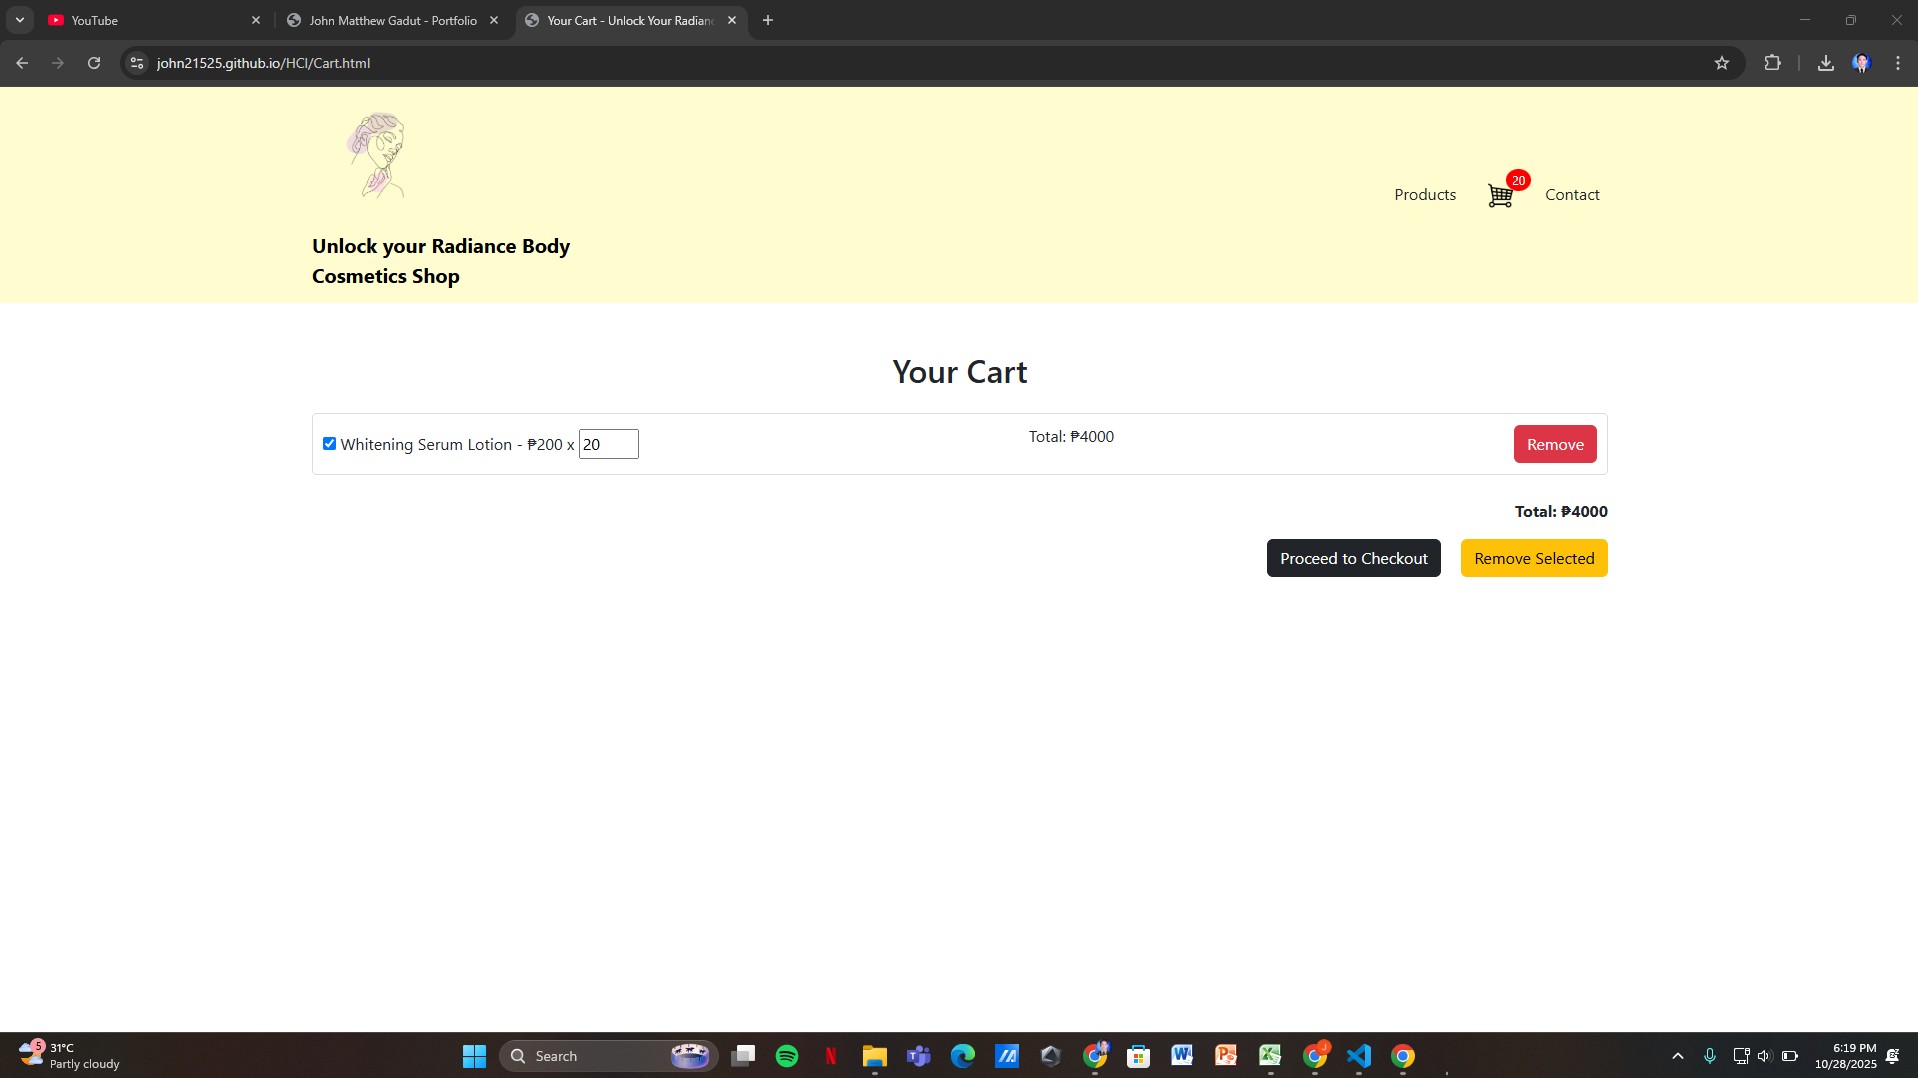 YouTube
John Matthew Gadut - Portfolio
Your Cart - Unlock Your Radian
john21525.github.io/HCI/Cart.html
Products
20
Contact
Unlock your Radiance Body
Cosmetics Shop
Your Cart
Whitening Serum Lotion - ₱200 x 20
Total: ₱4000
Remove
Total: ₱4000
Proceed to Checkout
Remove Selected
5
31°C
Partly cloudy
Search
6:19 PM
10/28/2025